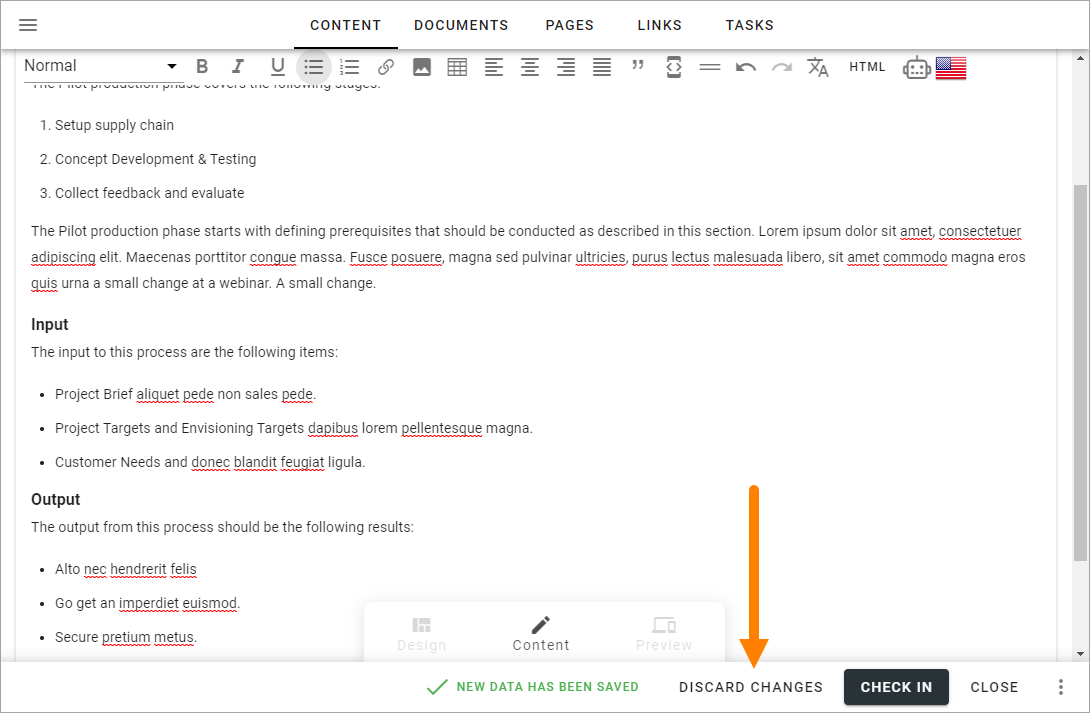 CONTENT DOCUMENTS PAGES LINKS TASKS
Normal B I U HTML
The Pilot production phase covers the following stages:
1. Setup supply chain
2. Concept Development & Testing
3. Collect feedback and evaluate
The Pilot production phase starts with defining prerequisites that should be conducted as described in this section. Lorem ipsum dolor sit amet, consectetuer
adipiscing elit. Maecenas porttitor congue massa. Fusce posuere, magna sed pulvinar ultricies, purus lectus malesuada libero, sit amet commodo magna eros
quis urna a small change at a webinar. A small change.
Input
The input to this process are the following items:
• Project Brief aliquet pede non sales pede.
• Project Targets and Envisioning Targets dapibus lorem pellentesque magna.
• Customer Needs and donec blandit feugiat ligula.
Output
The output from this process should be the following results:
• Alto nec hendrerit felis
• Go get an imperdiet euismod.
• Secure pretium metus.
Design Content Preview
NEW DATA HAS BEEN SAVED DISCARD CHANGES CHECK IN CLOSE